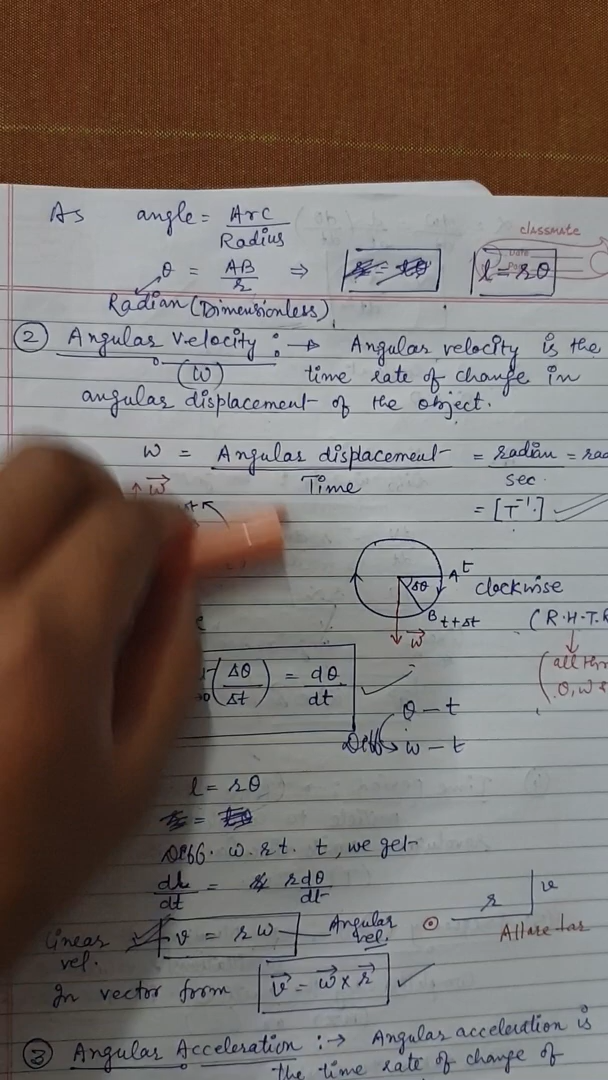 classmate
As angle = Arc / Radius
θ = AB / r ⇒ l = rθ
Radian (Dimensionless)
② Angular Velocity :→ Angular velocity is the
(ω) time rate of change in
angular displacement of the object.
ω = Angular displacement / Time = radian / sec
= [T⁻¹]
ω⃗
Δθ A t clockwise
B t+Δt (R.H.T.
ω⃗
(Δθ/Δt) = dθ/dt
θ - t
Diff ω - t
l = rθ
Diff. w.r.t. t, we get
dl/dt = r dθ/dt
Linear vel. v = rω Angular vel.
r v
In vector form v⃗ = ω⃗ × r⃗
③ Angular Acceleration :→ Angular acceleration is
the time rate of change of